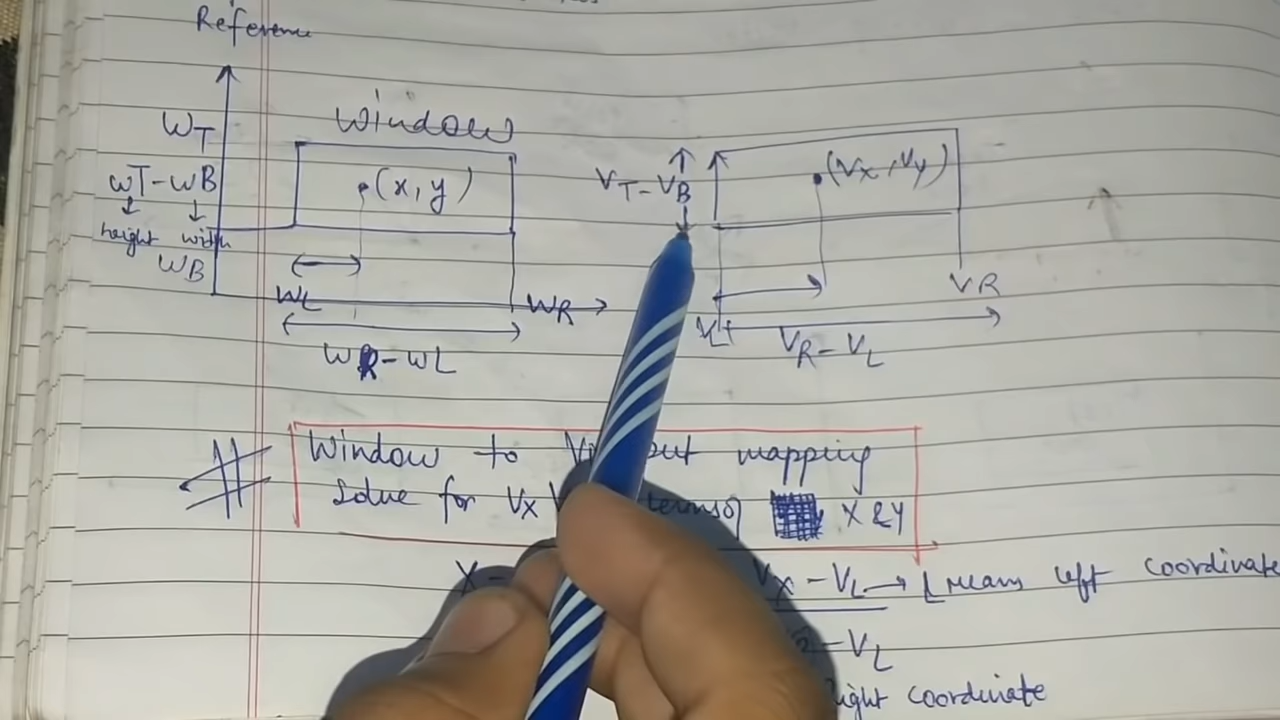 Reference
Window
WT
wT-wB
height width
WB
(x,y)
WL
WR
WR-wL
VT-VB
(Vx,Vy)
VR
VL
VR-VL
Window to mapping
Solve for Vx X & Y
X- Vx-VL → L means left coordinate
-VL
coordinate